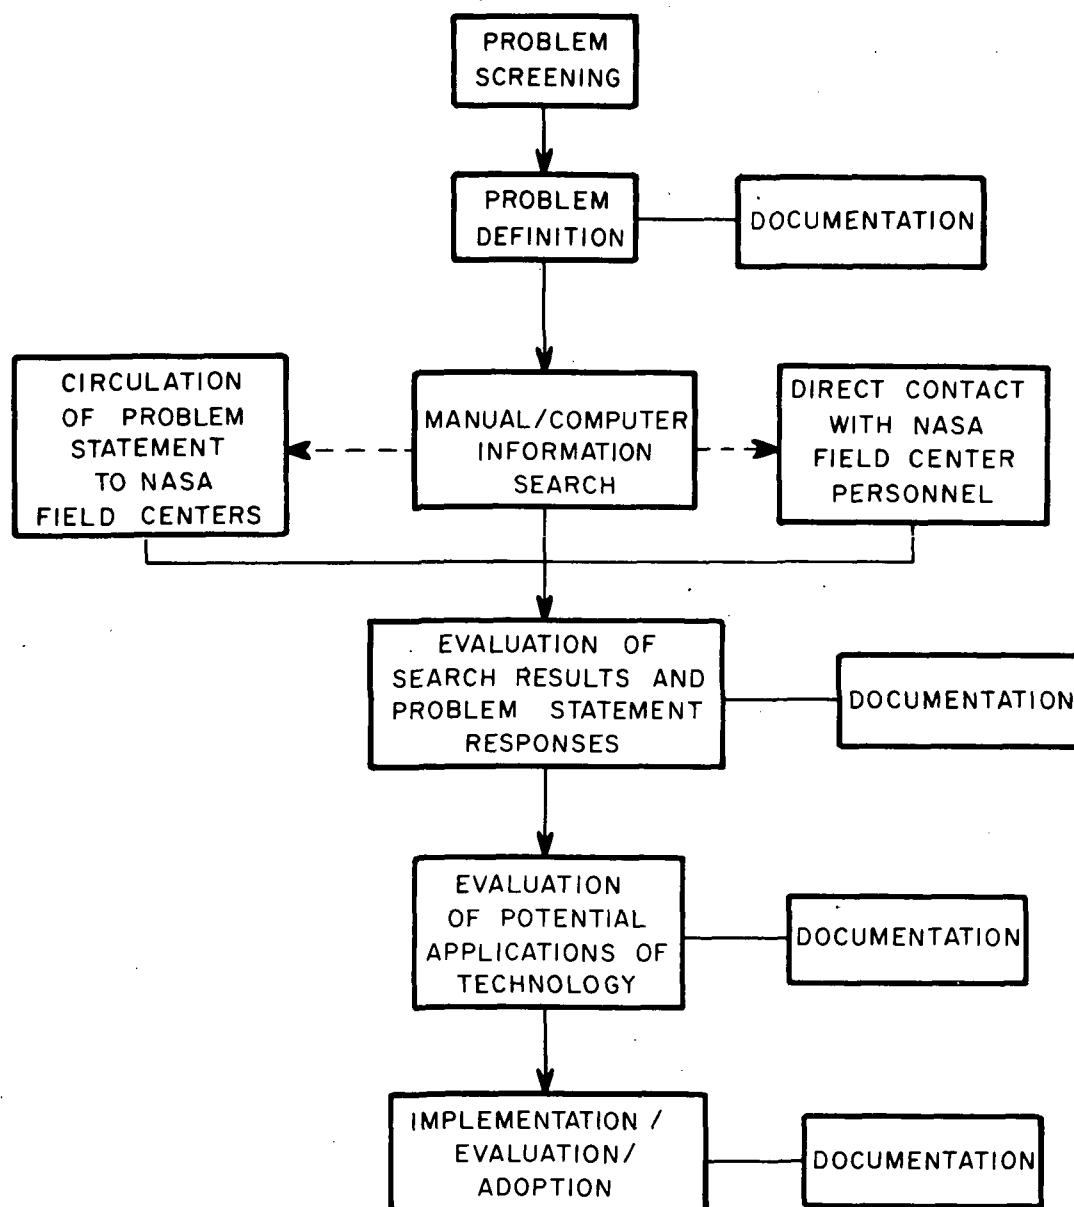 PROBLEM
SCREENING
PROBLEM
DEFINITION
DOCUMENTATION
CIRCULATION
OF PROBLEM
STATEMENT
TO NASA
FIELD CENTERS
MANUAL/COMPUTER
INFORMATION
SEARCH
DIRECT CONTACT
WITH NASA
FIELD CENTER
PERSONNEL
EVALUATION OF
SEARCH RESULTS AND
PROBLEM STATEMENT
RESPONSES
DOCUMENTATION
EVALUATION
OF POTENTIAL
APPLICATIONS OF
TECHNOLOGY
DOCUMENTATION
IMPLEMENTATION /
EVALUATION/
ADOPTION
DOCUMENTATION